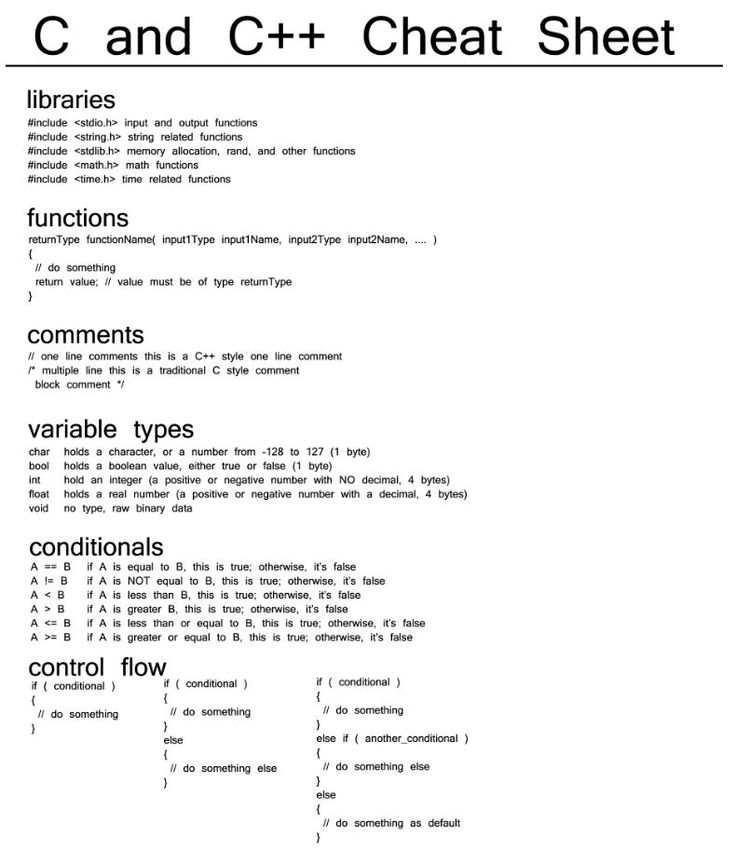 C and C++ Cheat Sheet
libraries
#include <stdio.h> input and output functions
#include <string.h> string related functions
#include <stdlib.h> memory allocation, rand, and other functions
#include <math.h> math functions
#include <time.h> time related functions
functions
returnType functionName( input1Type input1Name, input2Type input2Name, .... )
{
// do something
return value; // value must be of type returnType
}
comments
// one line comments this is a C++ style one line comment
/* multiple line this is a traditional C style comment
block comment */
variable types
char holds a character, or a number from -128 to 127 (1 byte)
bool holds a boolean value, either true or false (1 byte)
int hold an integer (a positive or negative number with NO decimal, 4 bytes)
float holds a real number (a positive or negative number with a decimal, 4 bytes)
void no type, raw binary data
conditionals
A == B if A is equal to B, this is true; otherwise, it's false
A != B if A is NOT equal to B, this is true; otherwise, it's false
A < B if A is less than B, this is true; otherwise, it's false
A > B if A is greater B, this is true; otherwise, it's false
A <= B if A is less than or equal to B, this is true; otherwise, it's false
A >= B if A is greater or equal to B, this is true; otherwise, it's false
control flow
if ( conditional )
{
// do something
}
if ( conditional )
{
// do something
}
else
{
// do something else
}
if ( conditional )
{
// do something
}
else if ( another_conditional )
{
// do something else
}
else
{
// do something as default
}